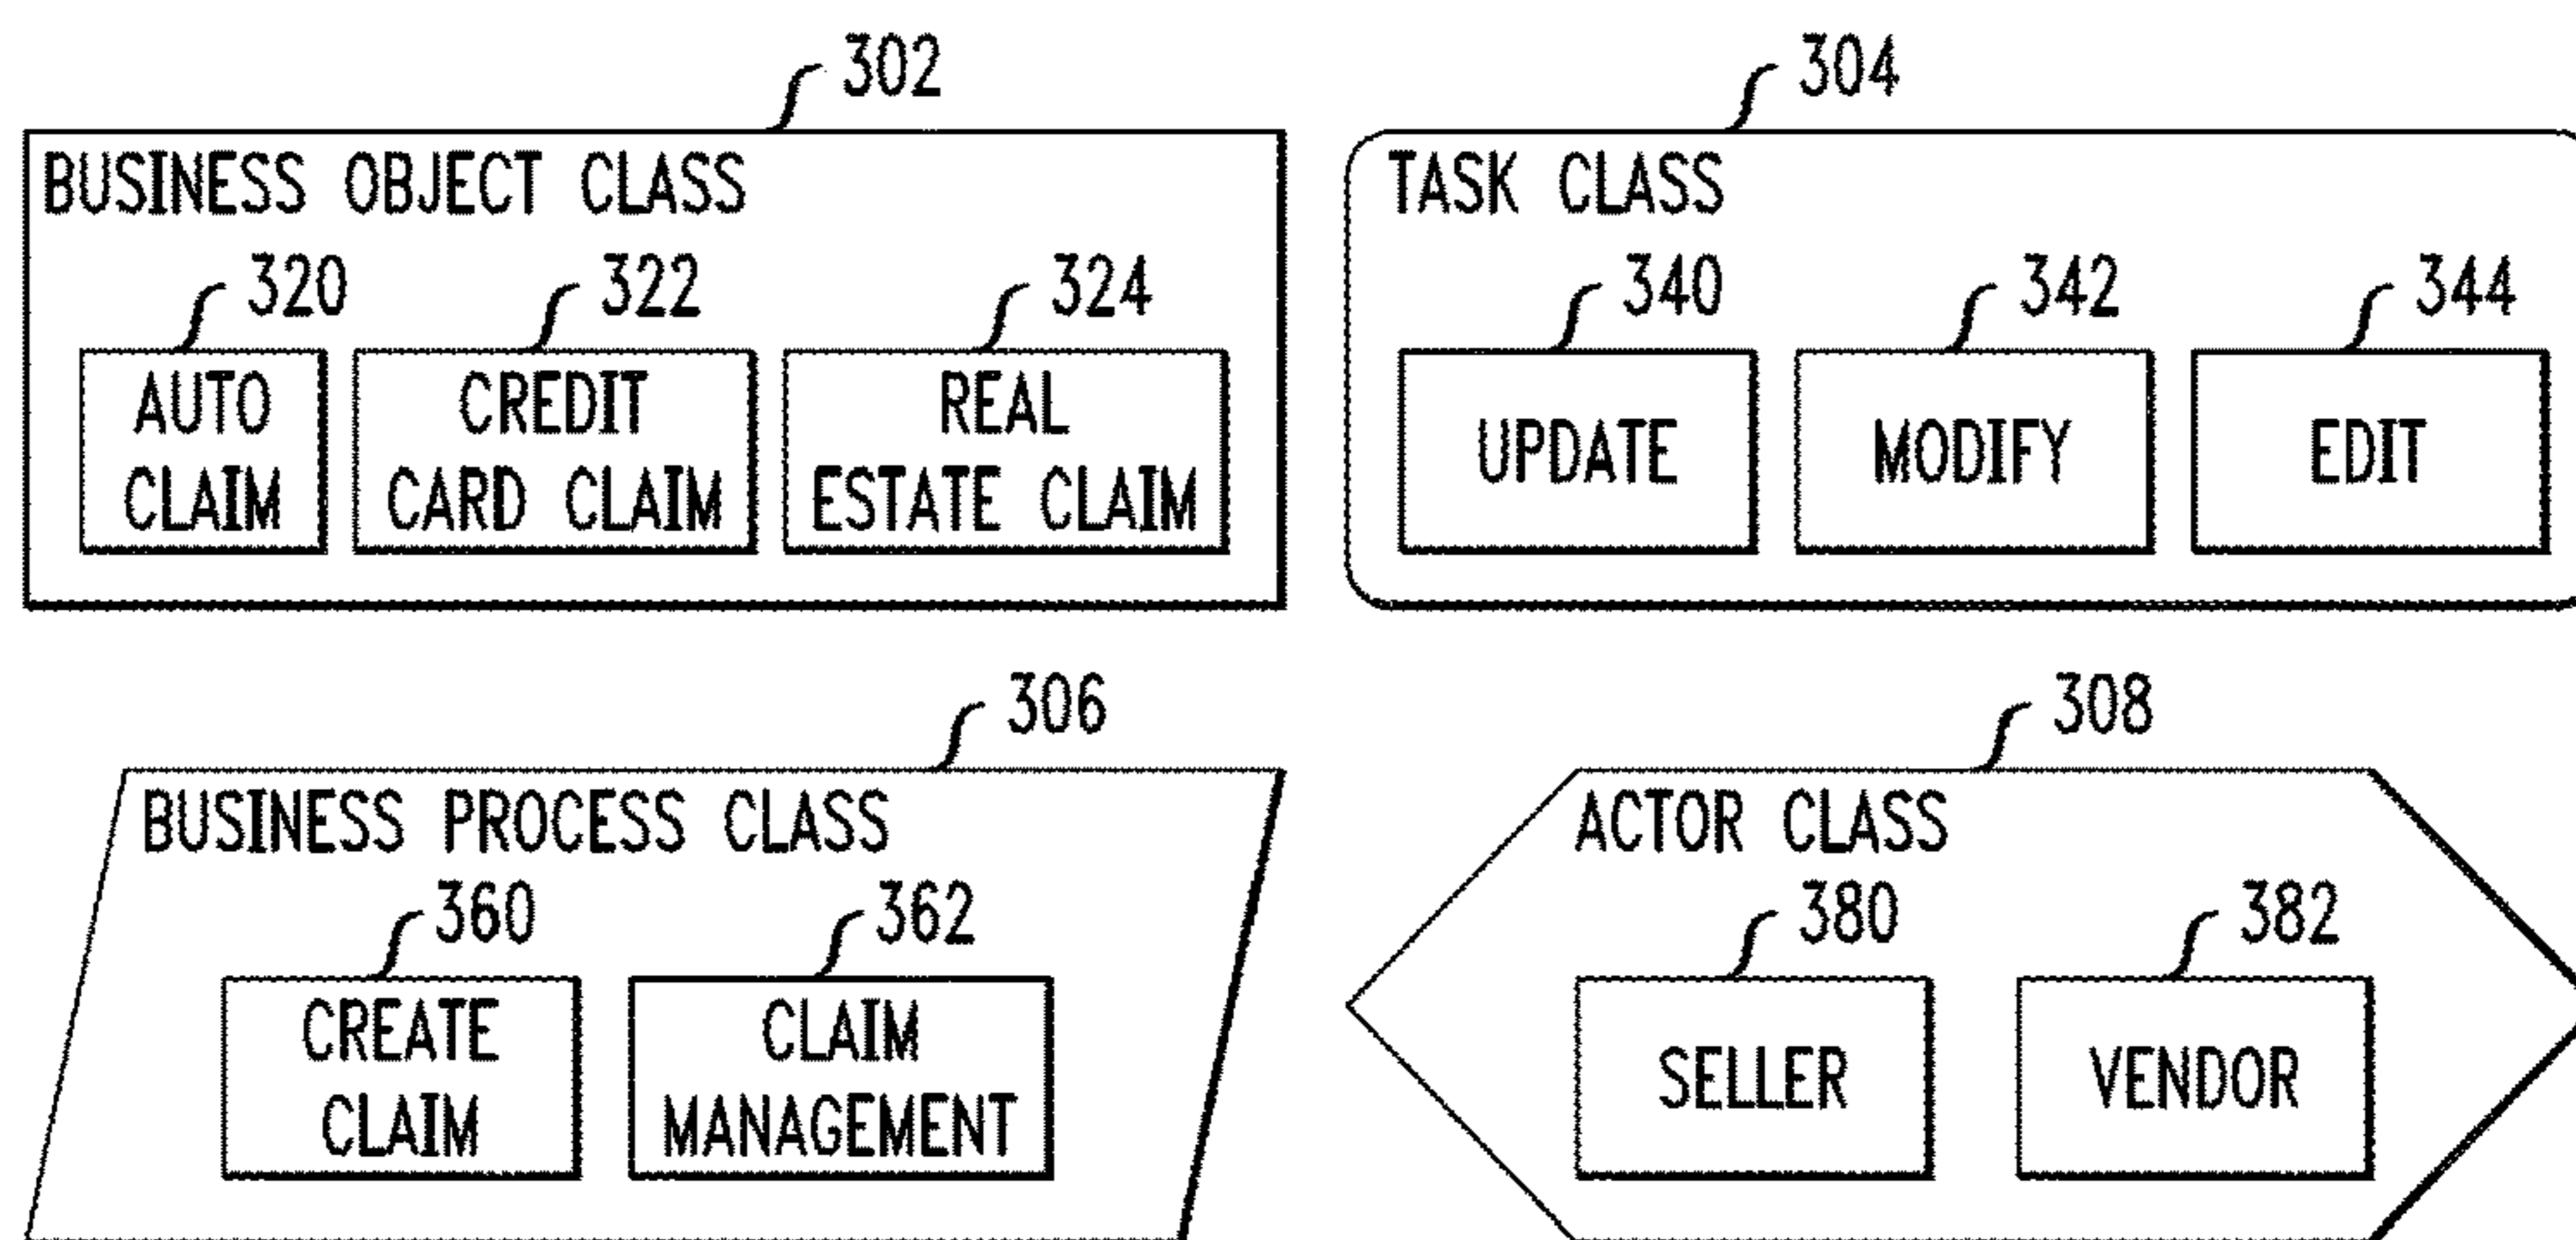 302
BUSINESS OBJECT CLASS
320
322
324
AUTO
CLAIM
CREDIT
CARD CLAIM
REAL
ESTATE CLAIM
304
TASK CLASS
340
342
344
UPDATE
MODIFY
EDIT
306
BUSINESS PROCESS CLASS
360
362
CREATE
CLAIM
CLAIM
MANAGEMENT
308
ACTOR CLASS
380
382
SELLER
VENDOR